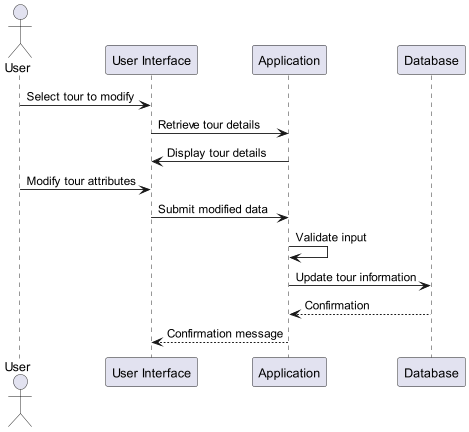 User
User Interface
Application
Database
Select tour to modify
Retrieve tour details
Display tour details
Modify tour attributes
Submit modified data
Validate input
Update tour information
Confirmation
Confirmation message
User
User Interface
Application
Database